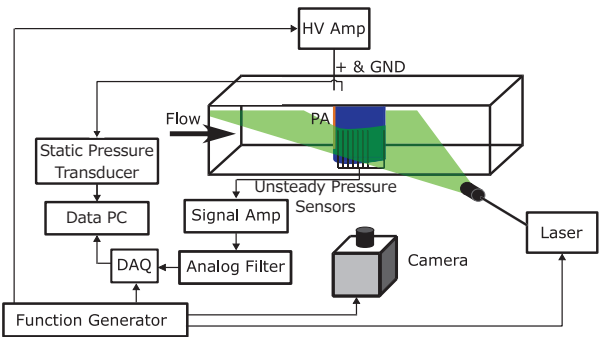 HV Amp
+ & GND
Flow
PA
Static Pressure
Transducer
Unsteady Pressure
Sensors
Data PC
Signal Amp
Laser
DAQ
Analog Filter
Camera
Function Generator